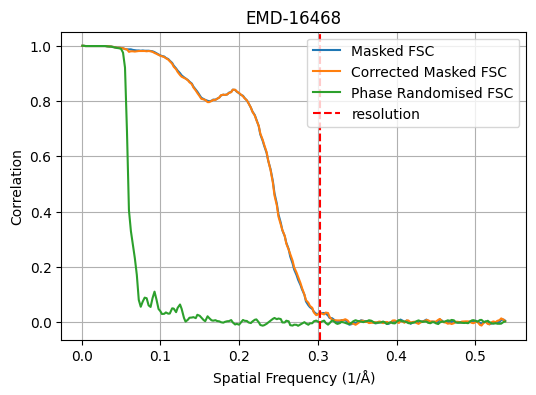 EMD-16468
Masked FSC
Corrected Masked FSC
Phase Randomised FSC
resolution
Correlation
1.0
0.8
0.6
0.4
0.2
0.0
0.0 0.1 0.2 0.3 0.4 0.5
Spatial Frequency (1/Å)